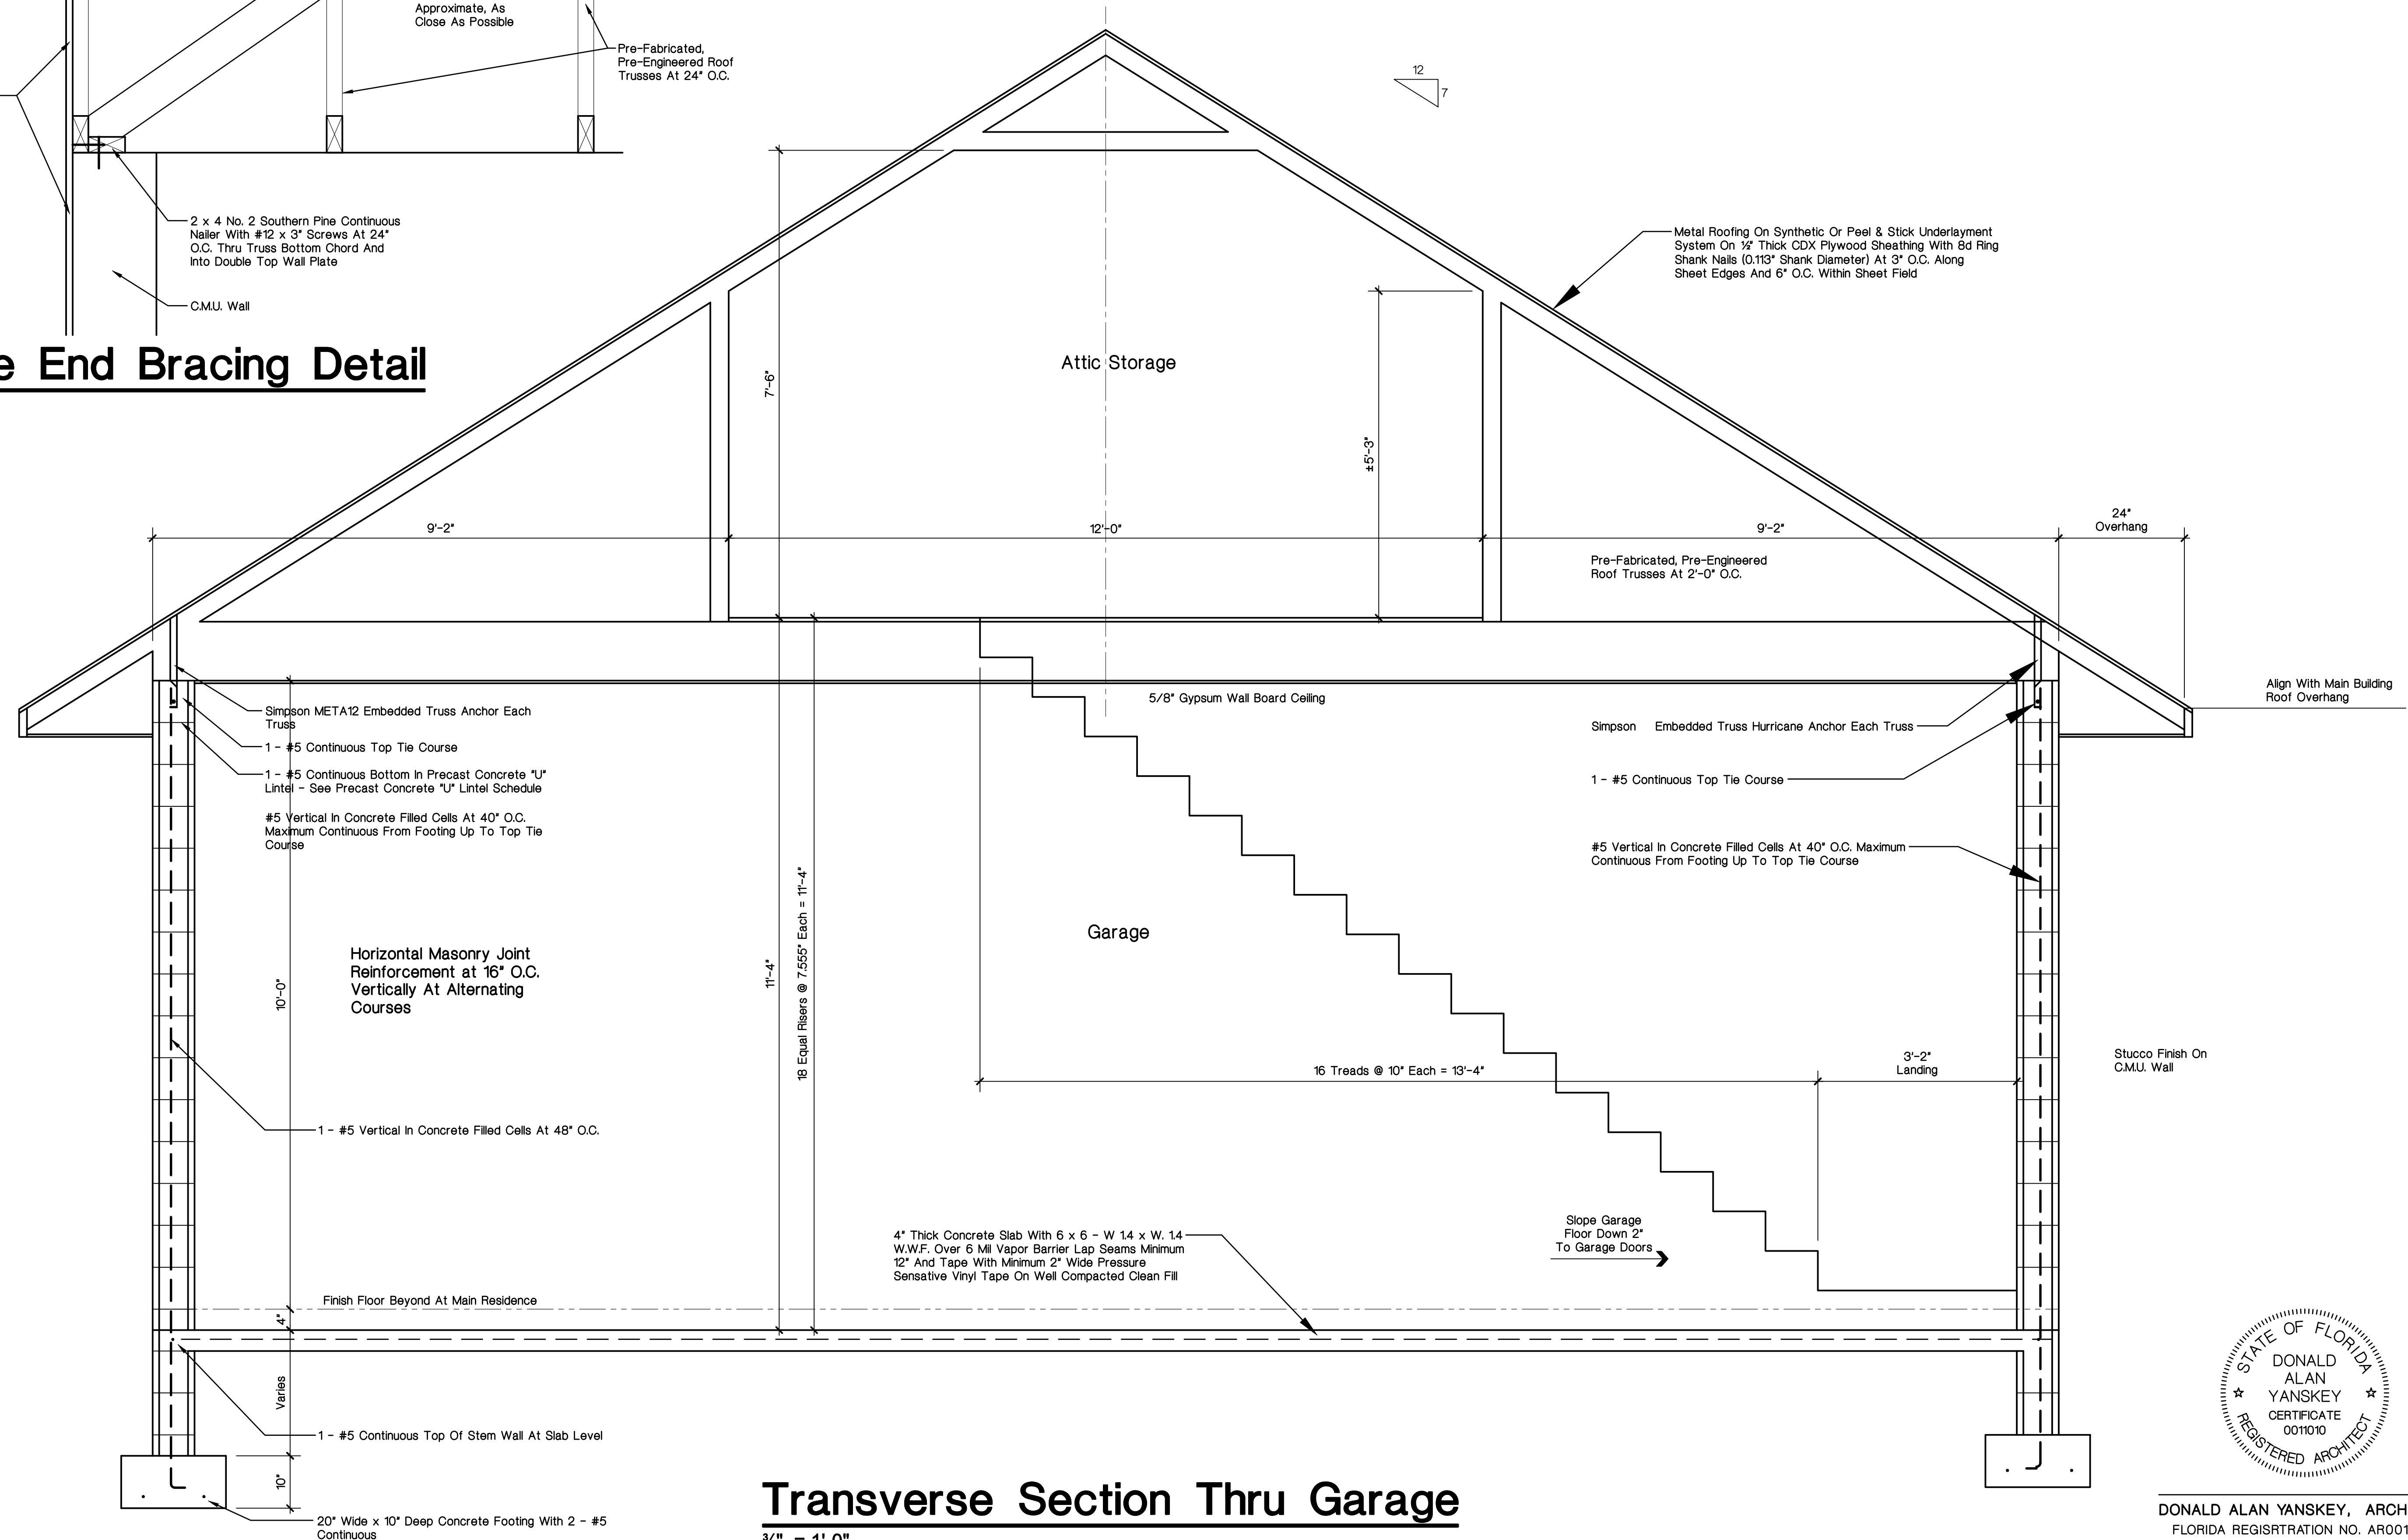 Approximate, As
Close As Possible
Pre-Fabricated,
Pre-Engineered Roof
Trusses At 24" O.C.
2 x 4 No. 2 Southern Pine Continuous
Nailer With #12 x 3" Screws At 24"
O.C. Thru Truss Bottom Chord And
Into Double Top Wall Plate
C.M.U. Wall
e End Bracing Detail
12
7
Metal Roofing On Synthetic Or Peel & Stick Underlayment
System On ½" Thick CDX Plywood Sheathing With 8d Ring
Shank Nails (0.113" Shank Diameter) At 3" O.C. Along
Sheet Edges And 6" O.C. Within Sheet Field
Attic Storage
7'-6"
±5'-3"
9'-2"
12'-0"
9'-2"
24"
Overhang
Pre-Fabricated, Pre-Engineered
Roof Trusses At 2'-0" O.C.
Align With Main Building
Roof Overhang
5/8" Gypsum Wall Board Ceiling
Simpson META12 Embedded Truss Anchor Each
Truss
1 - #5 Continuous Top Tie Course
1 - #5 Continuous Bottom In Precast Concrete "U"
Lintel - See Precast Concrete "U" Lintel Schedule
#5 Vertical In Concrete Filled Cells At 40" O.C.
Maximum Continuous From Footing Up To Top Tie
Course
Simpson Embedded Truss Hurricane Anchor Each Truss
1 - #5 Continuous Top Tie Course
#5 Vertical In Concrete Filled Cells At 40" O.C. Maximum
Continuous From Footing Up To Top Tie Course
Garage
Horizontal Masonry Joint
Reinforcement at 16" O.C.
Vertically At Alternating
Courses
10'-0"
11'-4"
18 Equal Risers @ 7.555" Each = 11'-4"
16 Treads @ 10" Each = 13'-4"
3'-2"
Landing
Stucco Finish On
C.M.U. Wall
1 - #5 Vertical In Concrete Filled Cells At 48" O.C.
4" Thick Concrete Slab With 6 x 6 - W 1.4 x W. 1.4
W.W.F. Over 6 Mil Vapor Barrier Lap Seams Minimum
12" And Tape With Minimum 2" Wide Pressure
Sensative Vinyl Tape On Well Compacted Clean Fill
Slope Garage
Floor Down 2"
To Garage Doors
Finish Floor Beyond At Main Residence
4"
Varies
1 - #5 Continuous Top Of Stem Wall At Slab Level
10"
20" Wide x 10" Deep Concrete Footing With 2 - #5
Continuous
Transverse Section Thru Garage
¾" = 1'-0"
STATE OF FLORIDA
DONALD
ALAN
YANSKEY
CERTIFICATE
0011010
REGISTERED ARCHITECT
DONALD ALAN YANSKEY, ARCH
FLORIDA REGISRTRATION NO. AR001